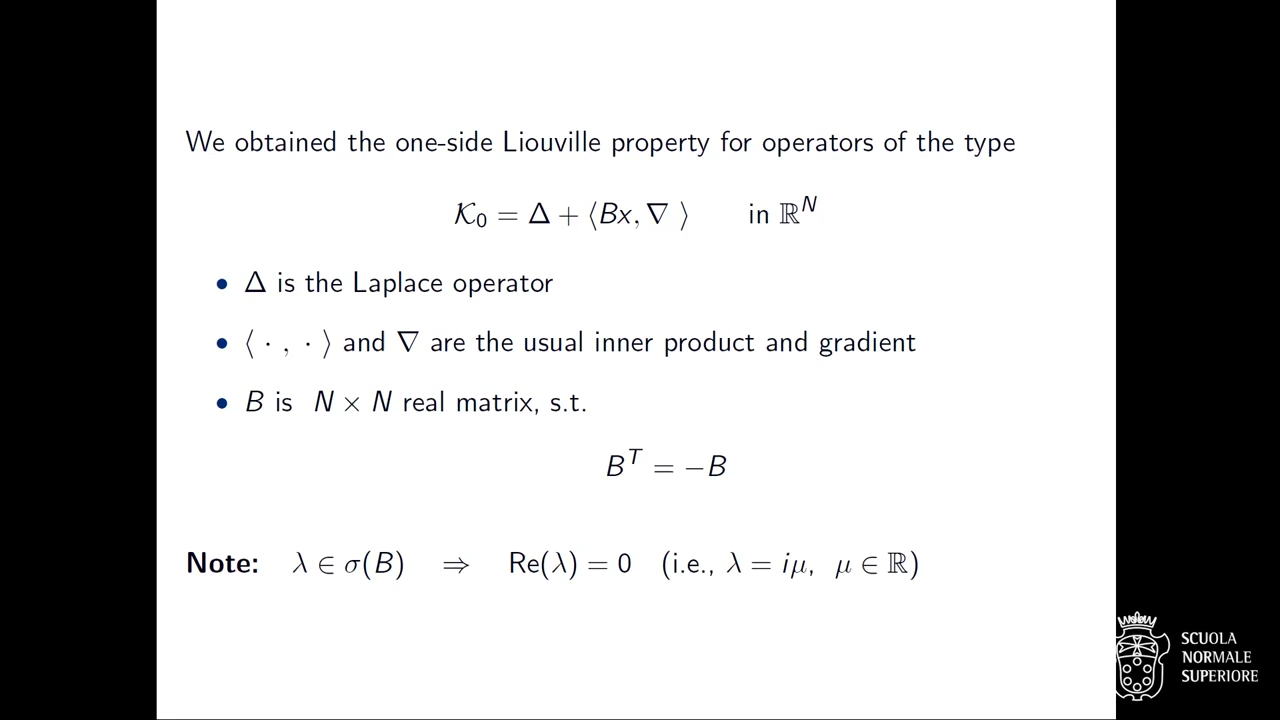 We obtained the one-side Liouville property for operators of the type
𝒦₀ = Δ + ⟨Bx, ∇ ⟩ in ℝᴺ
• Δ is the Laplace operator
• ⟨ · , · ⟩ and ∇ are the usual inner product and gradient
• B is N × N real matrix, s.t.
Bᵀ = −B
Note: λ ∈ σ(B) ⇒ Re(λ) = 0 (i.e., λ = iμ, μ ∈ ℝ)
SCUOLA
NORMALE
SUPERIORE